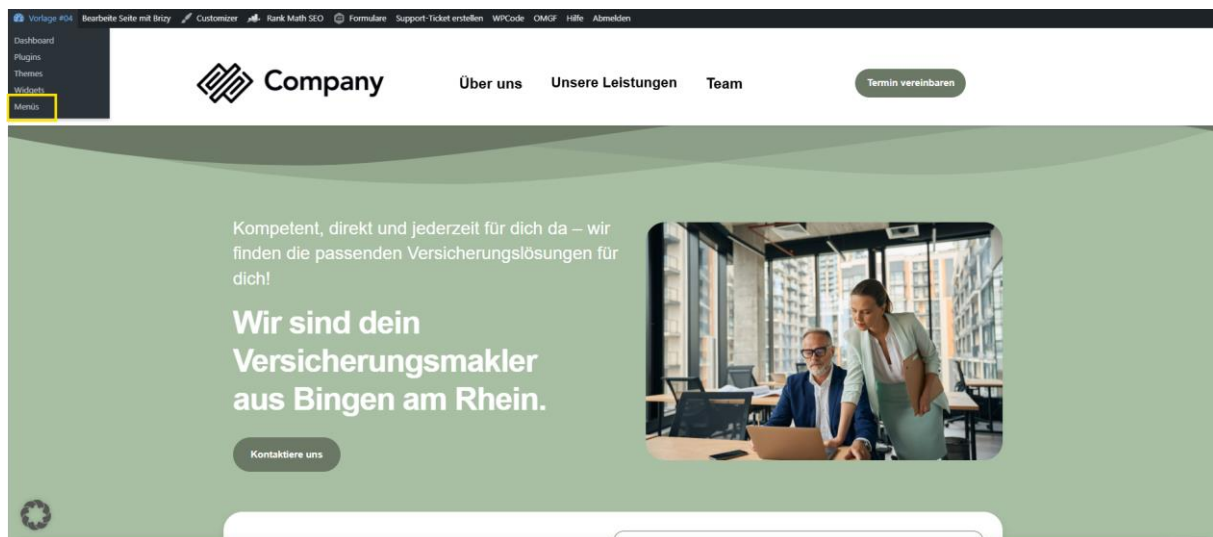 Vorlage #04 Bearbeite Seite mit Brizy Customizer Rank Math SEO Formulare Support-Ticket erstellen WPCode OMGF Hilfe Abmelden
Dashboard
Plugins
Themes
Widgets
Menüs
Company
Über uns Unsere Leistungen Team
Termin vereinbaren
Kompetent, direkt und jederzeit für dich da – wir
finden die passenden Versicherungslösungen für
dich!
Wir sind dein
Versicherungsmakler
aus Bingen am Rhein.
Kontaktiere uns